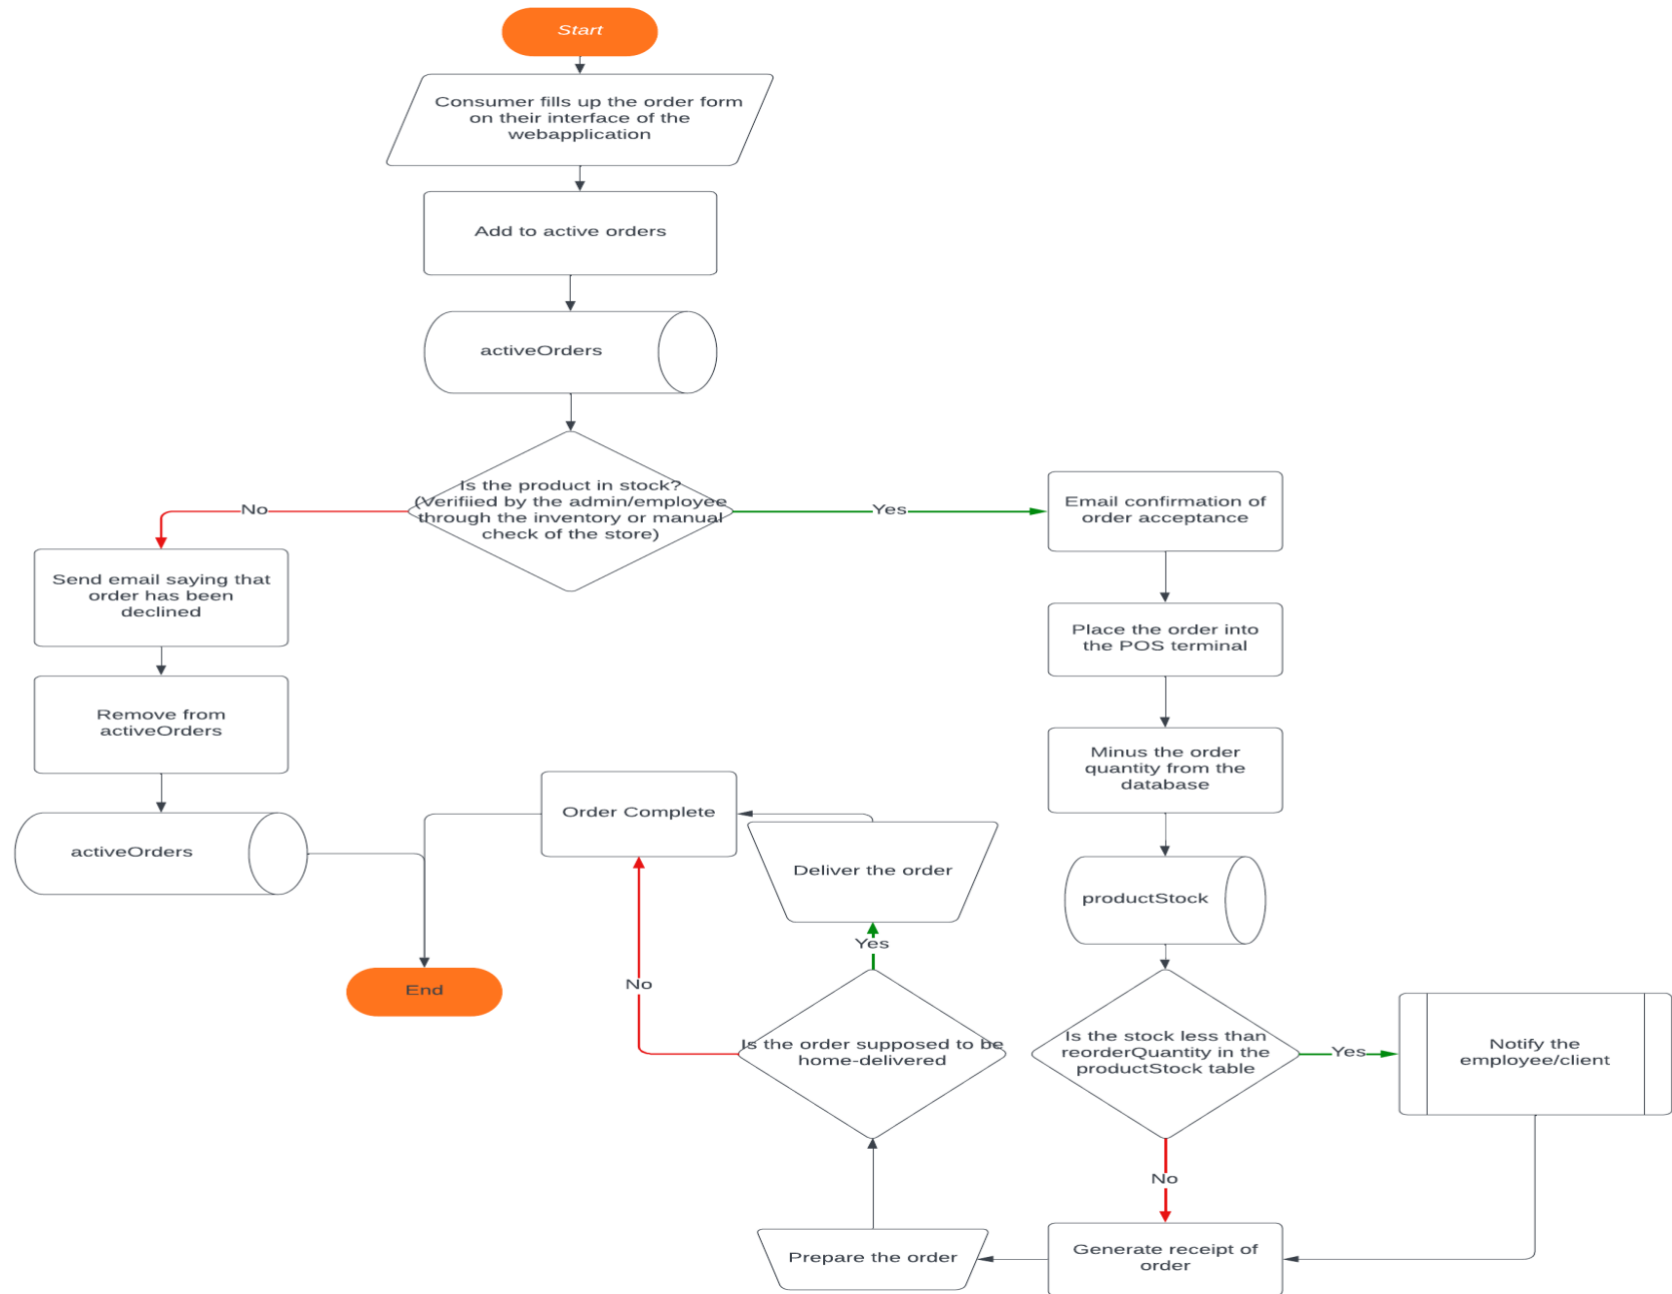 Start
Consumer fills up the order form
on their interface of the
webapplication
Add to active orders
activeOrders
Is the product in stock?
(Verifiied by the admin/employee
through the inventory or manual
check of the store)
No
Yes
Send email saying that
order has been
declined
Remove from
activeOrders
activeOrders
Email confirmation of
order acceptance
Place the order into
the POS terminal
Minus the order
quantity from the
database
productStock
Is the stock less than
reorderQuantity in the
productStock table
Yes
Notify the
employee/client
No
Generate receipt of
order
Prepare the order
Is the order supposed to be
home-delivered
Yes
Deliver the order
No
Order Complete
End